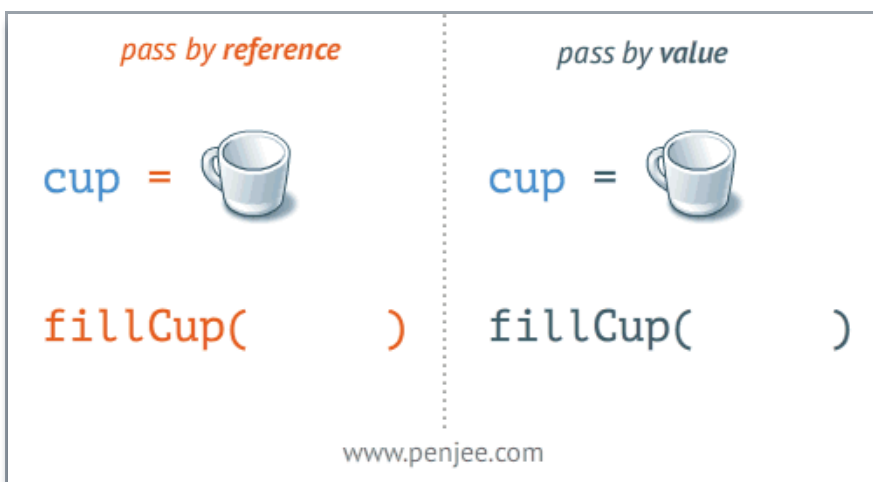 pass by reference
cup =
fillCup( )
pass by value
cup =
fillCup( )
www.penjee.com